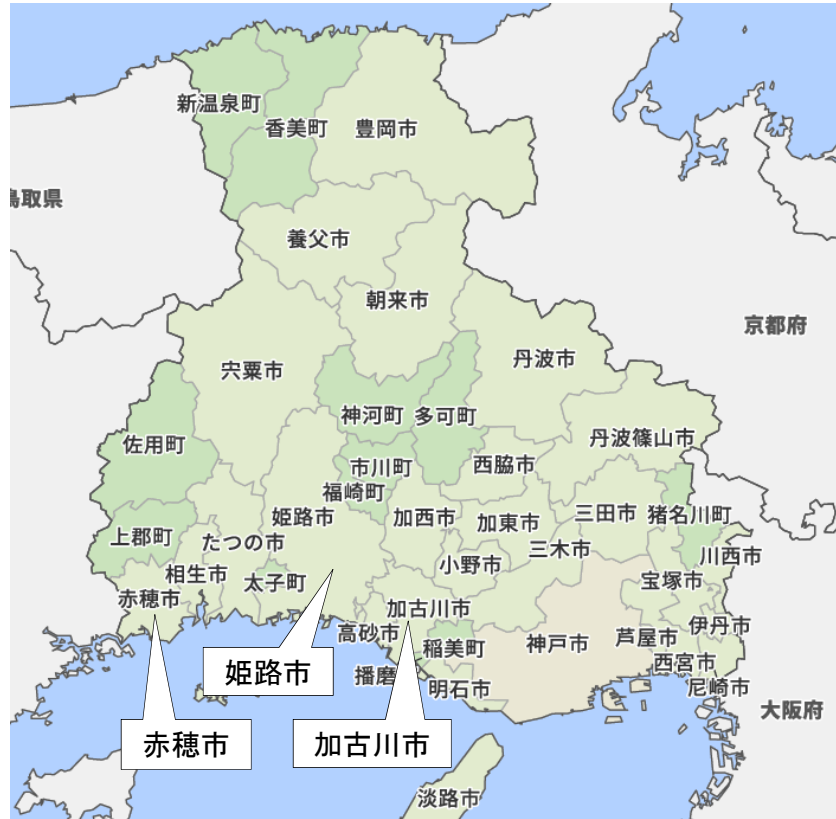 新温泉町
香美町
豊岡市
鳥取県
養父市
朝来市
京都府
宍粟市
丹波市
神河町
多可町
佐用町
丹波篠山市
市川町
西脇市
福崎町
姫路市
加西市
加東市
三田市
猪名川町
上郡町
たつの市
三木市
川西市
相生市
太子町
小野市
宝塚市
赤穂市
加古川市
高砂市
稲美町
神戸市
芦屋市
伊丹市
西宮市
播磨
明石市
尼崎市
姫路市
大阪府
赤穂市
加古川市
淡路市